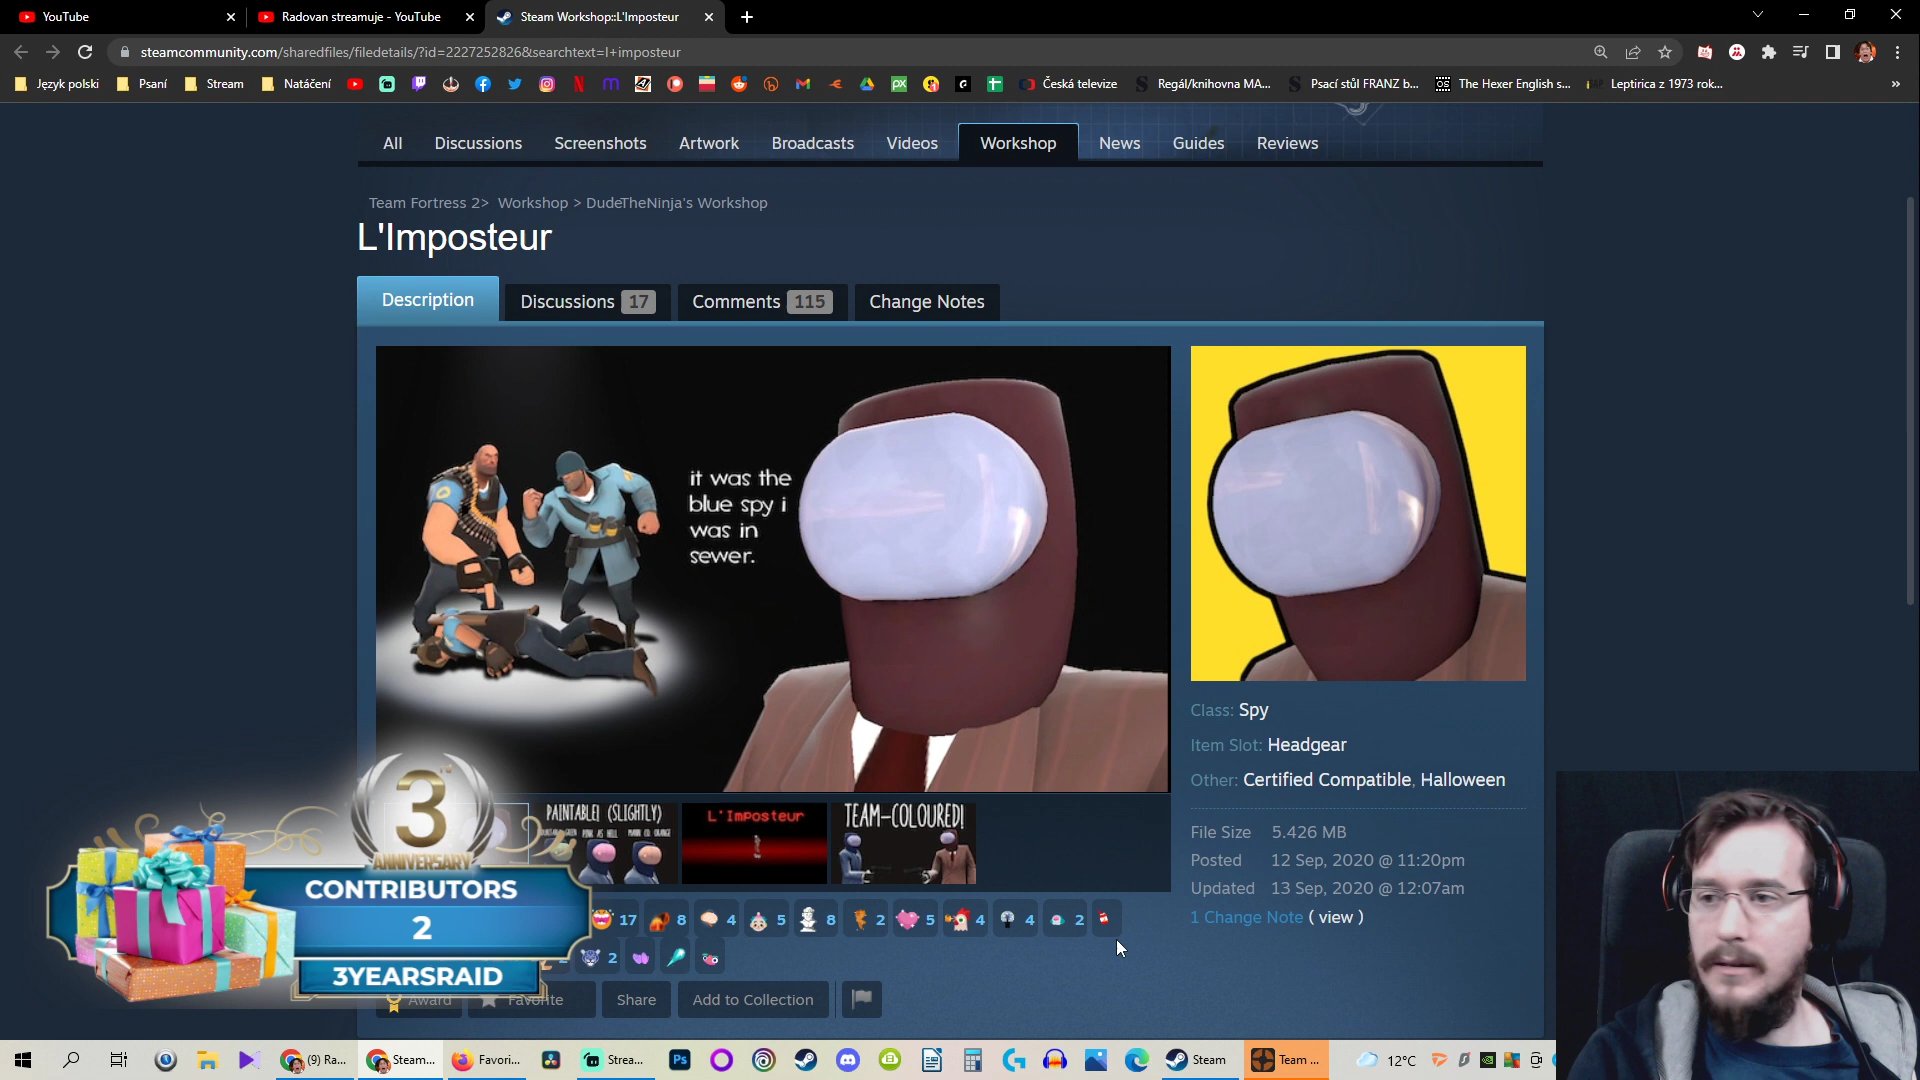 YouTube
Radovan streamuje - YouTube
Steam Workshop::L'Imposteur
steamcommunity.com/sharedfiles/filedetails/?id=2227252826&searchtext=l+imposteur
Język polski
Psaní
Stream
Natáčení
Česká televize
Regál/knihovna MA...
Psací stůl FRANZ b...
The Hexer English s...
Leptirica z 1973 rok...
»
All
Discussions
Screenshots
Artwork
Broadcasts
Videos
Workshop
News
Guides
Reviews
Team Fortress 2> Workshop > DudeTheNinja's Workshop
L'Imposteur
Description
Discussions 17
Comments 115
Change Notes
it was the
blue spy i
was in
sewer.
Class: Spy
Item Slot: Headgear
Other: Certified Compatible, Halloween
File Size 5.426 MB
Posted 12 Sep, 2020 @ 11:20pm
Updated 13 Sep, 2020 @ 12:07am
1 Change Note ( view )
PAINTABLE! (SLIGHTLY)
L'Imposteur
TEAM-COLOURED!
17 8 4 5 8 2 5 4 4 2
2
Award
Favorite
Share
Add to Collection
3
ANNIVERSARY
CONTRIBUTORS
2
3YEARSRAID
(9) Ra...
Steam...
Favori...
Strea...
Ps
Steam
Team ...
12°C